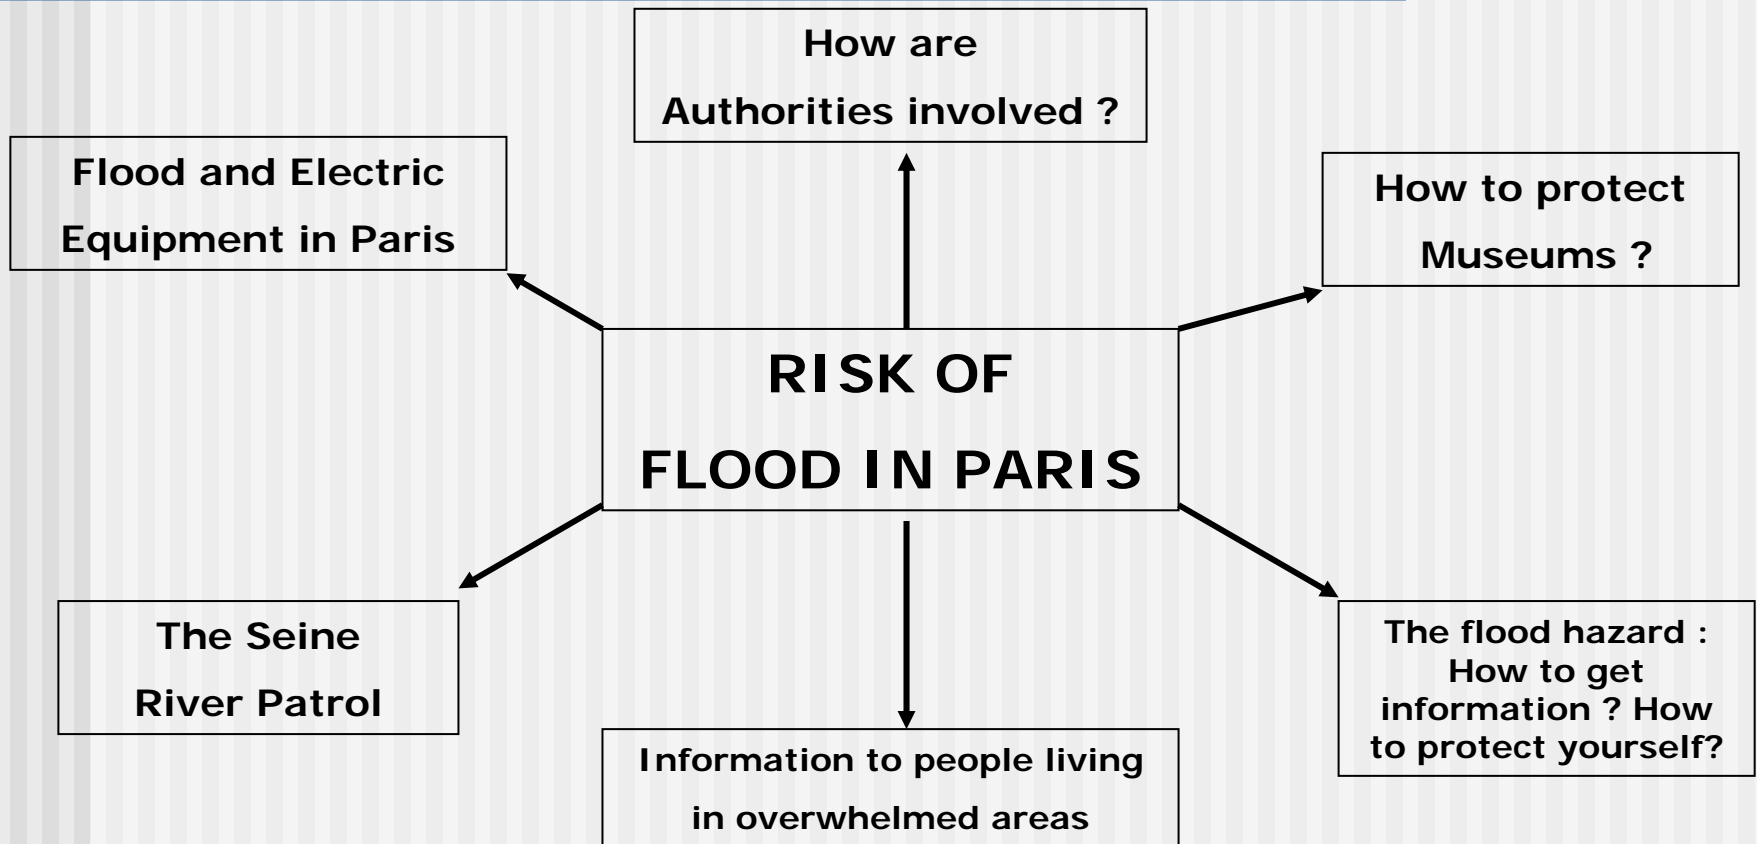 How are
Authorities involved ?
Flood and Electric
Equipment in Paris
How to protect
Museums ?
RISK OF
FLOOD IN PARIS
The Seine
River Patrol
The flood hazard :
How to get
information ? How
to protect yourself?
Information to people living
in overwhelmed areas